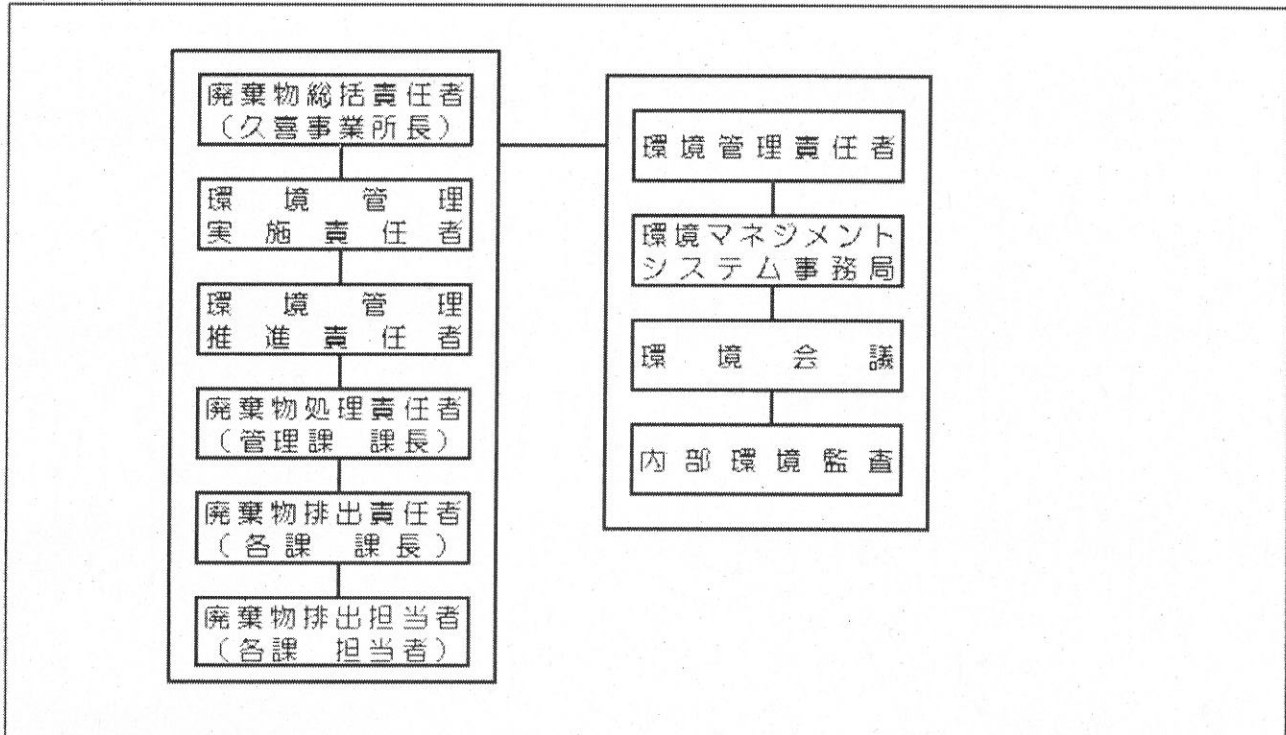 廃棄物総括責任者
（久喜事業所長）
環境管理
実施責任者
環境管理
推進責任者
廃棄物処理責任者
（管理課 課長）
廃棄物排出責任者
（各課 課長）
廃棄物排出担当者
（各課 担当者）
環境管理責任者
環境マネジメント
システム事務局
環境会議
内部環境監査